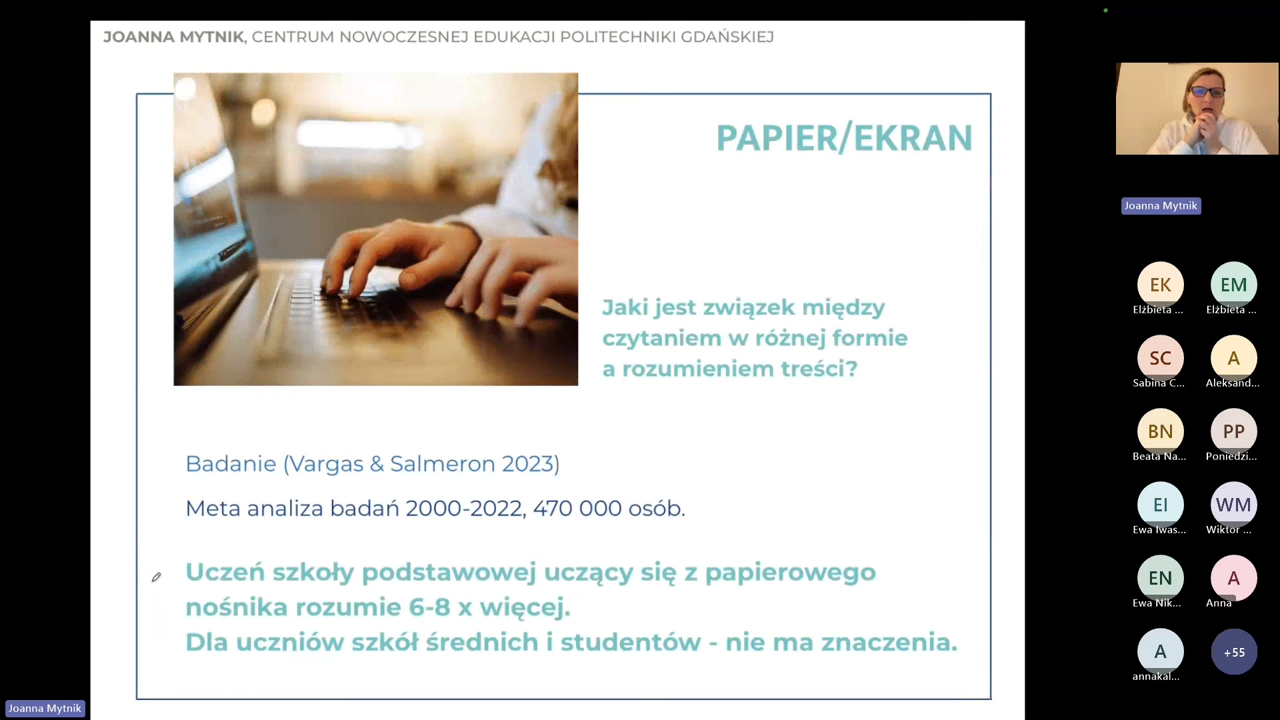 JOANNA MYTNIK, CENTRUM NOWOCZESNEJ EDUKACJI POLITECHNIKI GDAŃSKIEJ
PAPIER/EKRAN
Jaki jest związek między
czytaniem w różnej formie
a rozumieniem treści?
Badanie (Vargas & Salmeron 2023)
Meta analiza badań 2000-2022, 470 000 osób.
Uczeń szkoły podstawowej uczący się z papierowego
nośnika rozumie 6-8 x więcej.
Dla uczniów szkół średnich i studentów - nie ma znaczenia.
Joanna Mytnik
Joanna Mytnik
EK EM
Elżbieta ... Elżbieta ...
SC A
Sabina C... Aleksand...
BN PP
Beata Na... Poniedzi...
EI WM
Ewa Iwas... Wiktor ...
EN A
Ewa Nik... Anna
A +55
annakal...